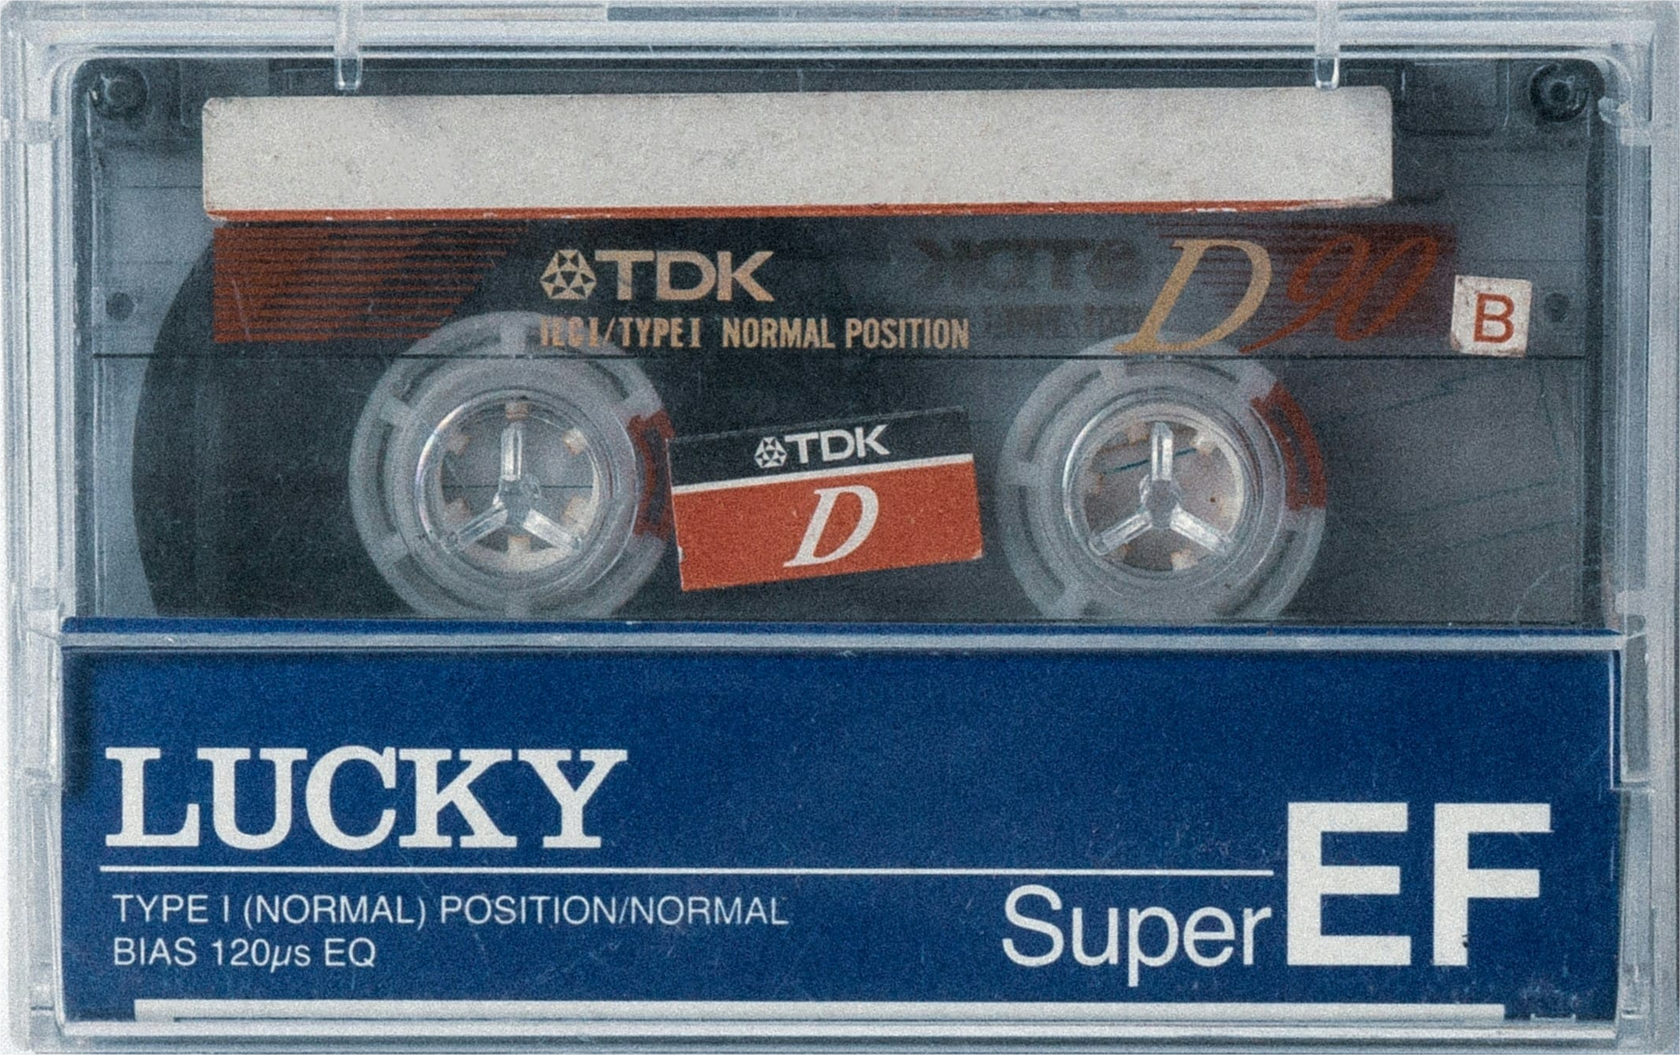 TDK
IEC I/TYPE I NORMAL POSITION
D90
B
TDK
D
LUCKY
TYPE I (NORMAL) POSITION/NORMAL
BIAS 120µs EQ
Super EF